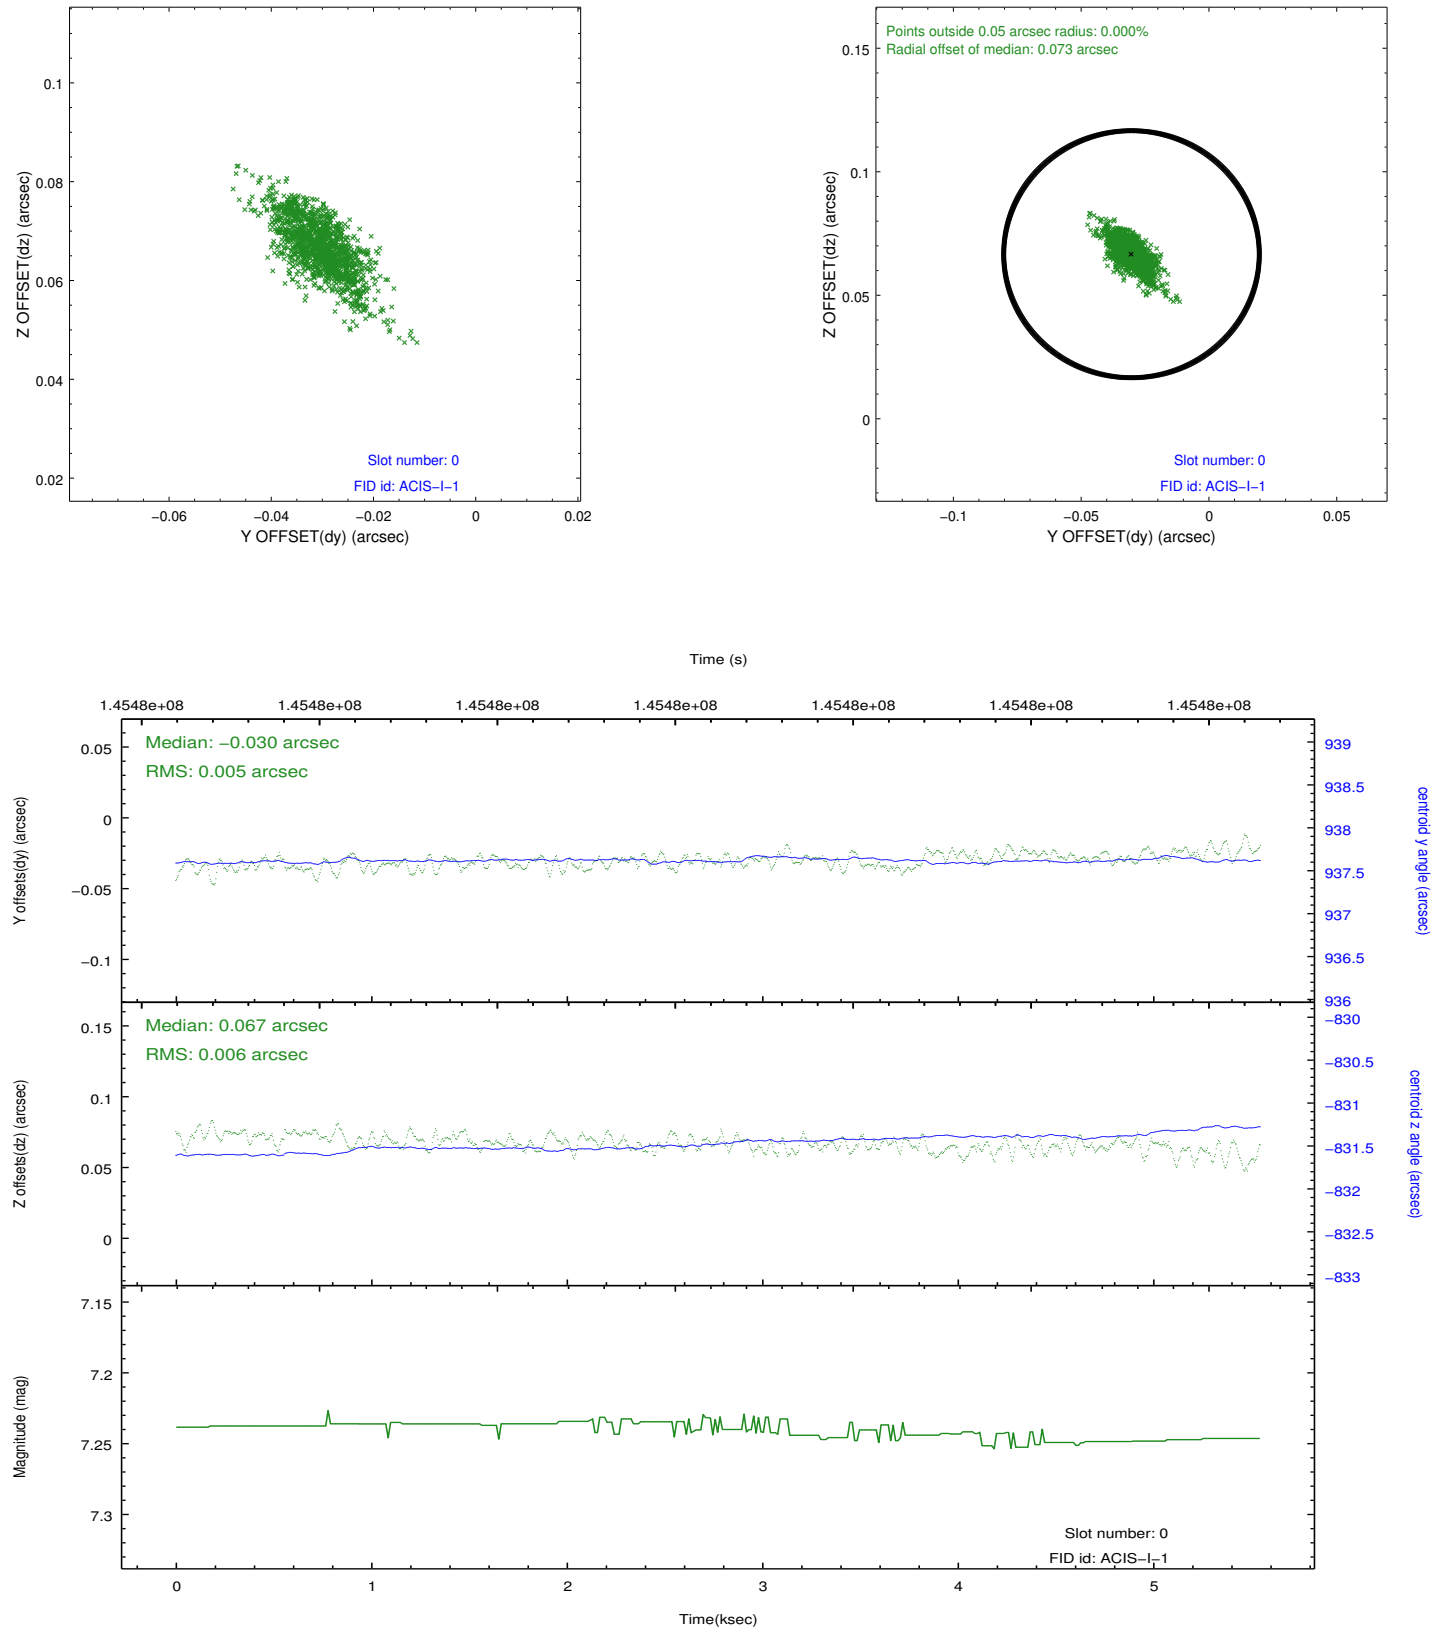 0.1
0.08
0.06
0.04
0.02
Z OFFSET(dz) (arcsec)
Slot number: 0
FID id: ACIS−I−1
−0.06 −0.04 −0.02 0 0.02
Y OFFSET(dy) (arcsec)
Points outside 0.05 arcsec radius: 0.000%
Radial offset of median: 0.073 arcsec
0.15
0.1
0.05
0
Z OFFSET(dz) (arcsec)
Slot number: 0
FID id: ACIS−I−1
−0.1 −0.05 0 0.05
Y OFFSET(dy) (arcsec)
Time (s)
1.4548e+08 1.4548e+08 1.4548e+08 1.4548e+08 1.4548e+08 1.4548e+08 1.4548e+08
Median: −0.030 arcsec
RMS: 0.005 arcsec
0.05
0
−0.05
−0.1
Y offsets(dy) (arcsec)
939
938.5
938
937.5
937
936.5
936
centroid y angle (arcsec)
Median: 0.067 arcsec
RMS: 0.006 arcsec
0.15
0.1
0.05
0
Z offsets(dz) (arcsec)
−830
−830.5
−831
−831.5
−832
−832.5
−833
centroid z angle (arcsec)
7.15
7.2
7.25
7.3
Magnitude (mag)
Slot number: 0
FID id: ACIS−I−1
0 1 2 3 4 5
Time(ksec)